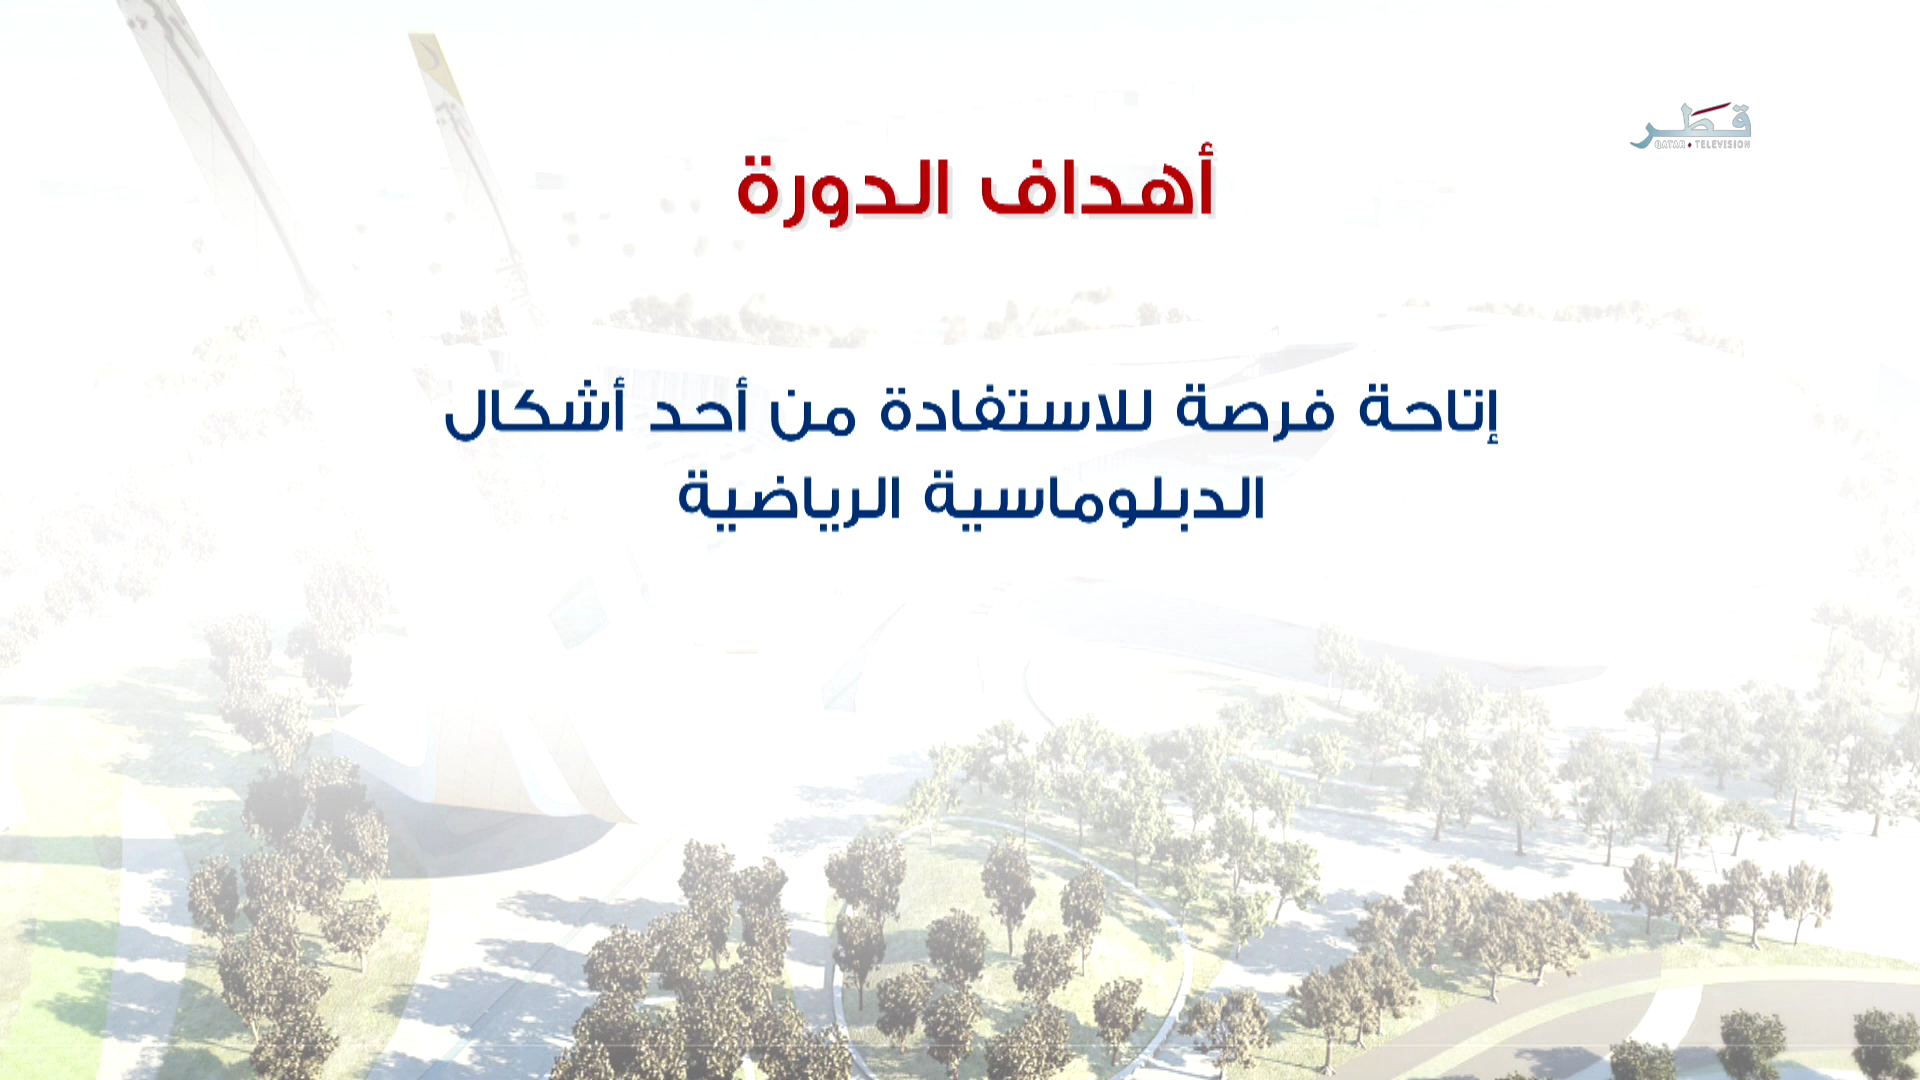 قطر
QATAR TELEVISION
أهداف الدورة
إتاحة فرصة للاستفادة من أحد أشكال
الدبلوماسية الرياضية